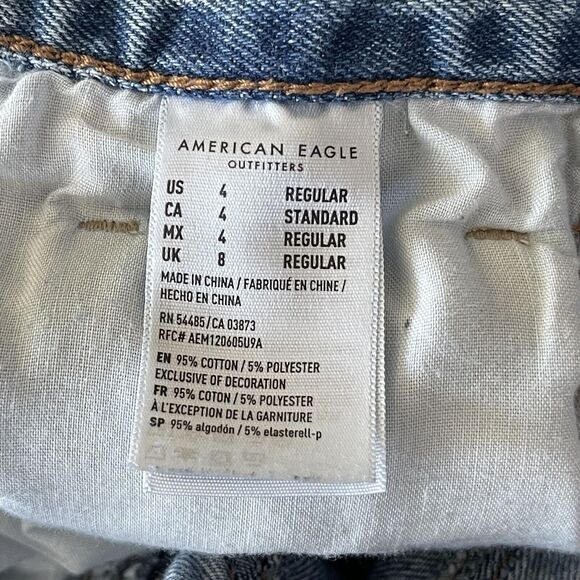 AMERICAN EAGLE
OUTFITTERS
US 4 REGULAR
CA 4 STANDARD
MX 4 REGULAR
UK 8 REGULAR
MADE IN CHINA / FABRIQUÉ EN CHINE /
HECHO EN CHINA
RN 54485/CA 03873
RFC# AEM120605U9A
EN 95% COTTON / 5% POLYESTER
EXCLUSIVE OF DECORATION
FR 95% COTON / 5% POLYESTER
À L'EXCEPTION DE LA GARNITURE
SP 95% algodón / 5% elasterell-p